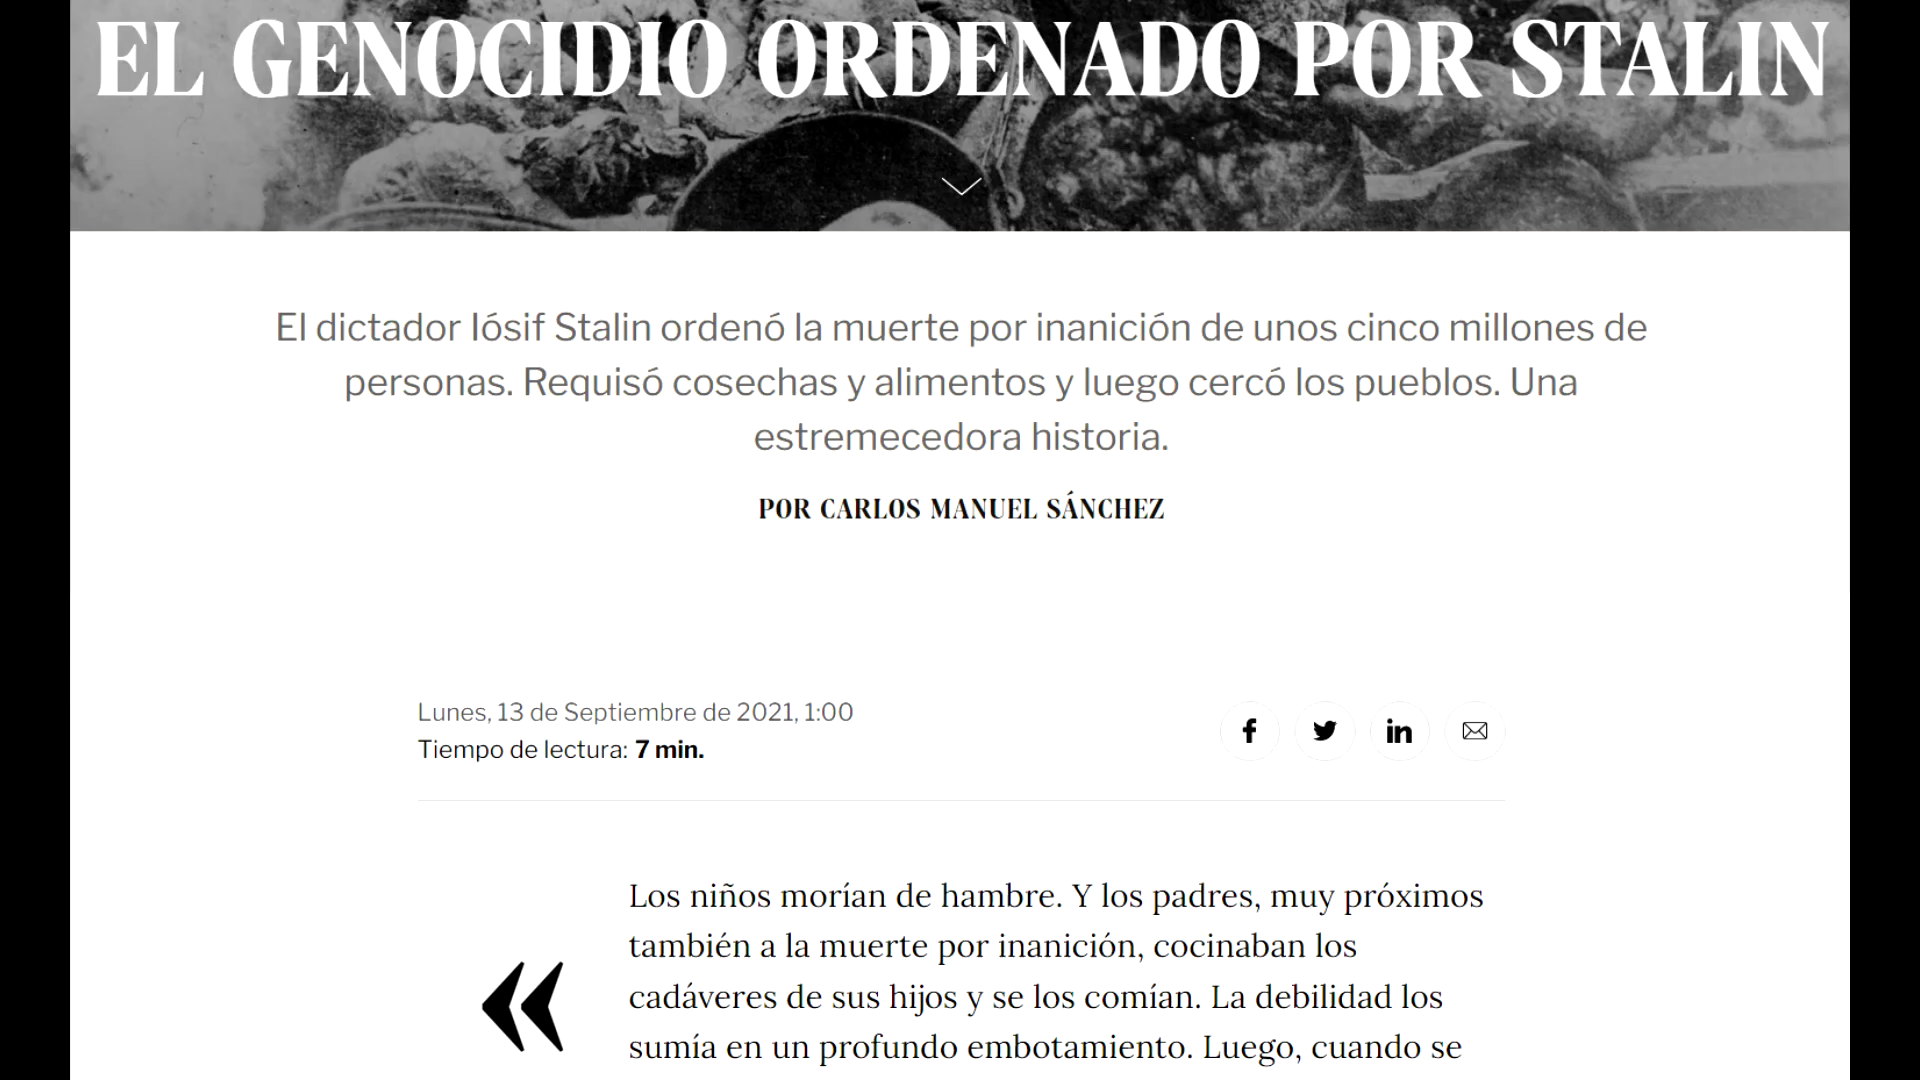 EL GENOCIDIO ORDENADO POR STALIN
El dictador Iósif Stalin ordenó la muerte por inanición de unos cinco millones de
personas. Requisó cosechas y alimentos y luego cercó los pueblos. Una
estremecedora historia.
POR CARLOS MANUEL SÁNCHEZ
Lunes, 13 de Septiembre de 2021, 1:00
Tiempo de lectura: 7 min.
Los niños morían de hambre. Y los padres, muy próximos
también a la muerte por inanición, cocinaban los
cadáveres de sus hijos y se los comían. La debilidad los
sumía en un profundo embotamiento. Luego, cuando se